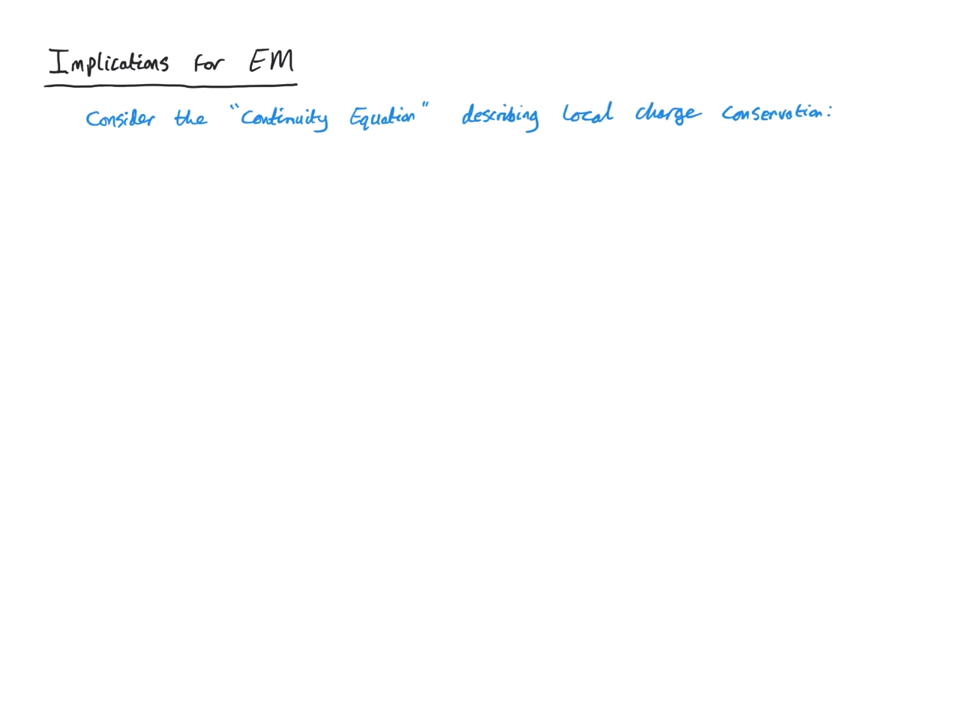 Implications for EM
Consider the "Continuity Equation" describing local charge conservation: